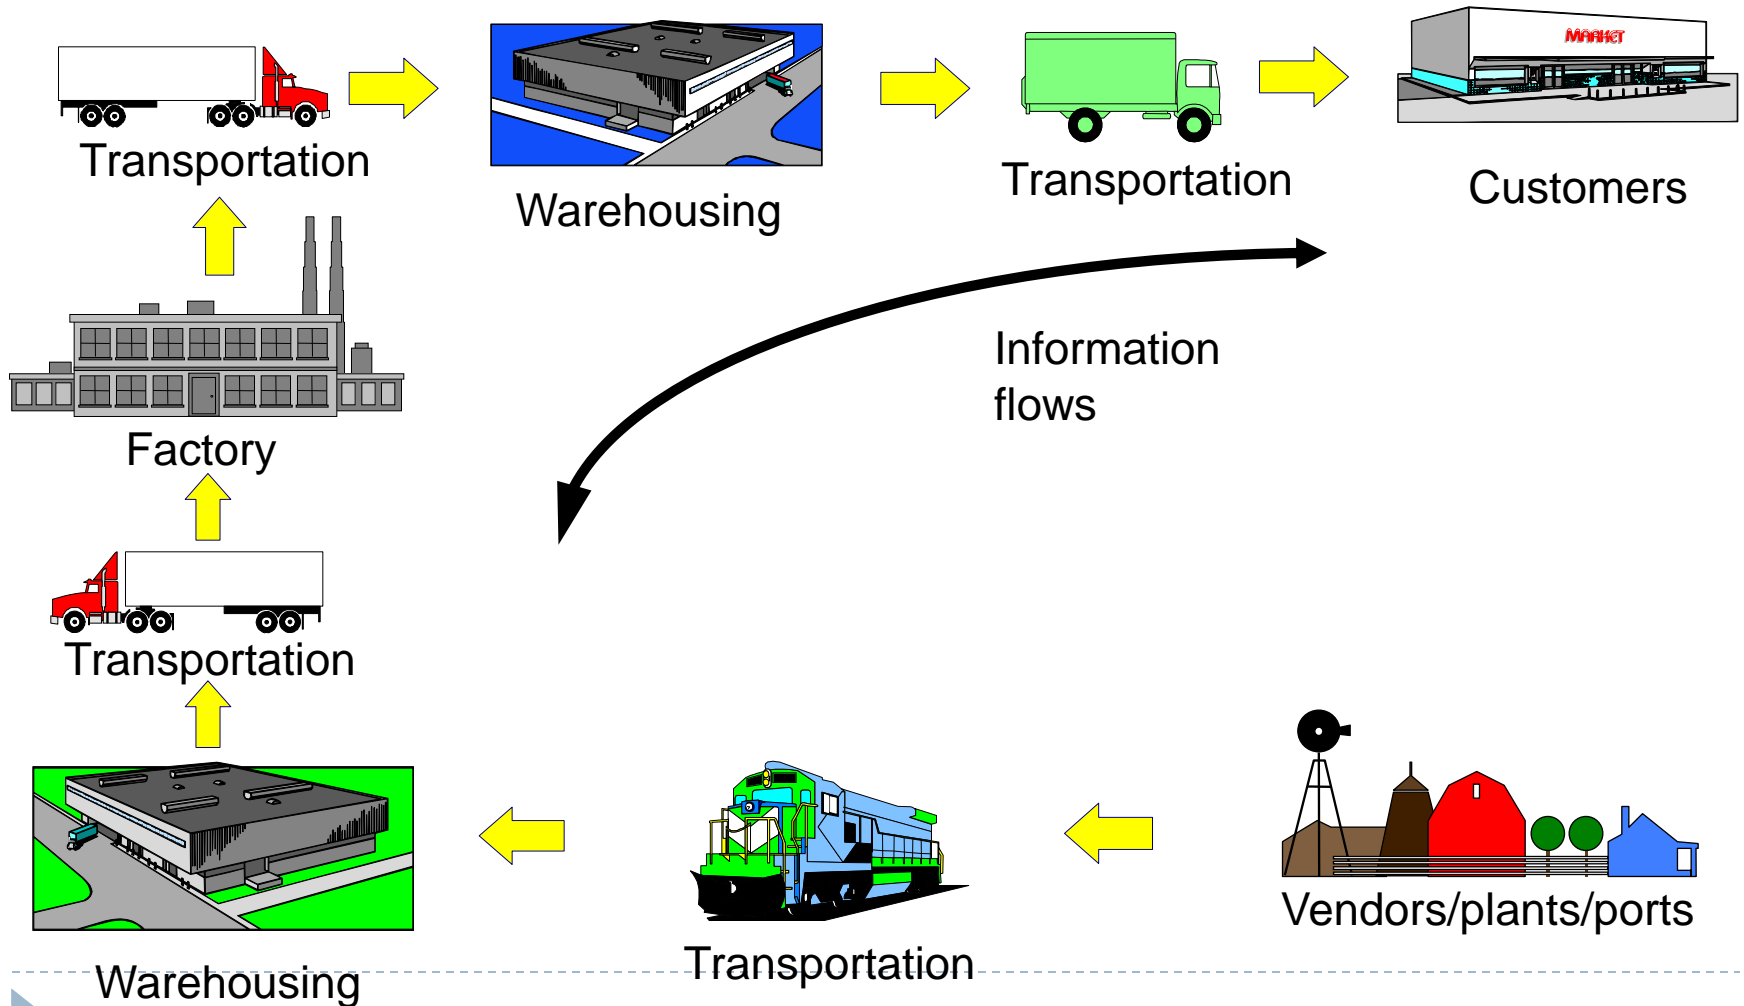 MARKET
Transportation
Warehousing
Transportation
Customers
Information
flows
Factory
Transportation
Vendors/plants/ports
Transportation
Warehousing